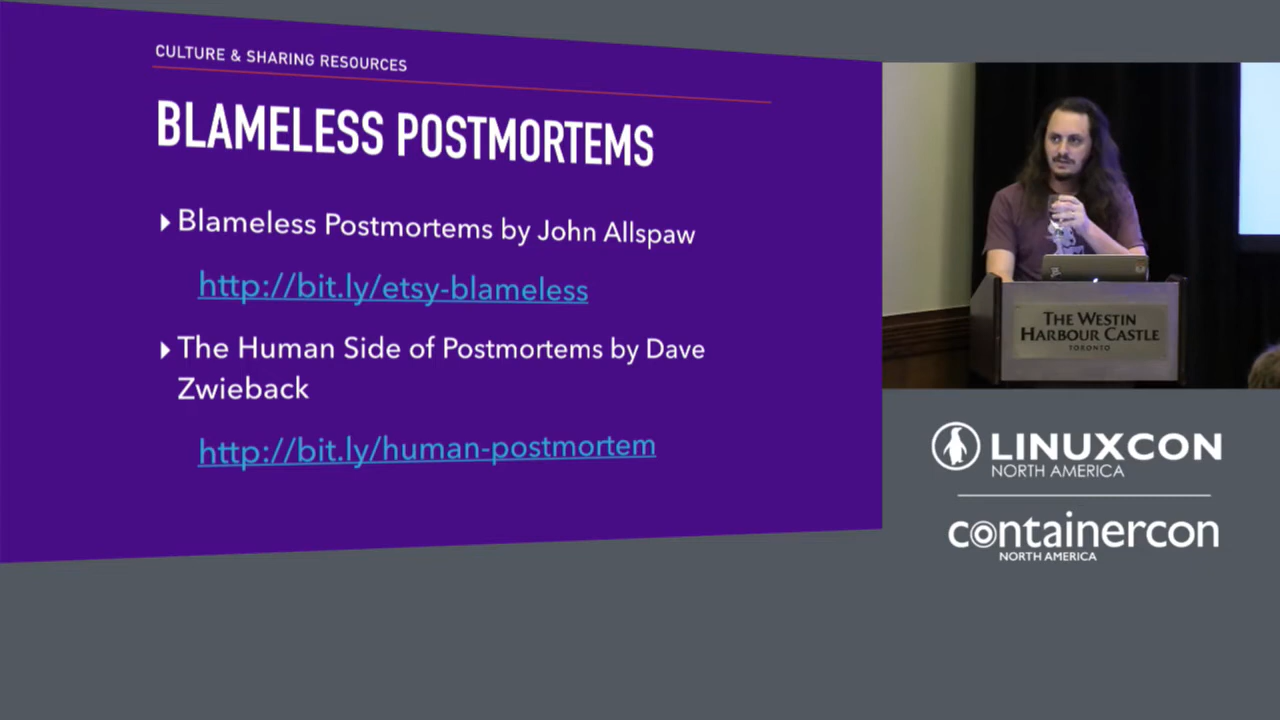 CULTURE & SHARING RESOURCES
BLAMELESS POSTMORTEMS
Blameless Postmortems by John Allspaw
http://bit.ly/etsy-blameless
The Human Side of Postmortems by Dave
Zwieback
http://bit.ly/human-postmortem
THE WESTIN
HARBOUR CASTLE
TORONTO
LINUXCON
NORTH AMERICA
containercon
NORTH AMERICA